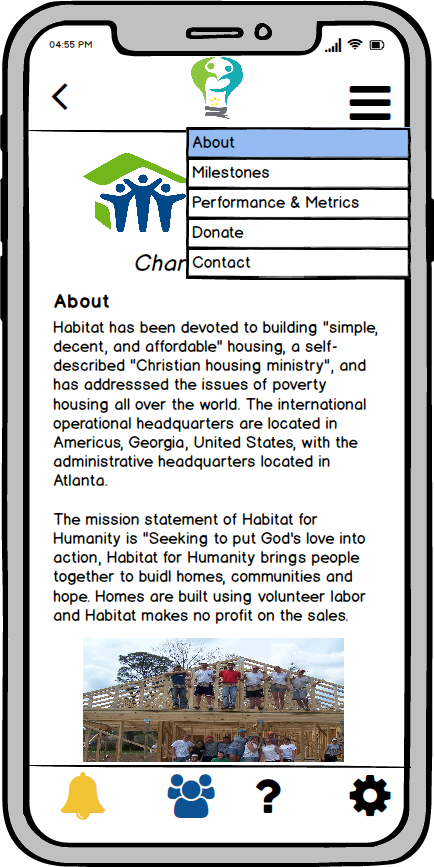 04:55 PM
About
Milestones
Performance & Metrics
Donate
Contact
Char
About
Habitat has been devoted to building "simple,
decent, and affordable" housing, a self-
described "Christian housing ministry", and
has addresssed the issues of poverty
housing all over the world. The international
operational headquarters are located in
Americus, Georgia, United States, with the
administrative headquarters located in
Atlanta.
The mission statement of Habitat for
Humanity is "Seeking to put God's love into
action, Habitat for Humanity brings people
together to buidl homes, communities and
hope. Homes are built using volunteer labor
and Habitat makes no profit on the sales.
?